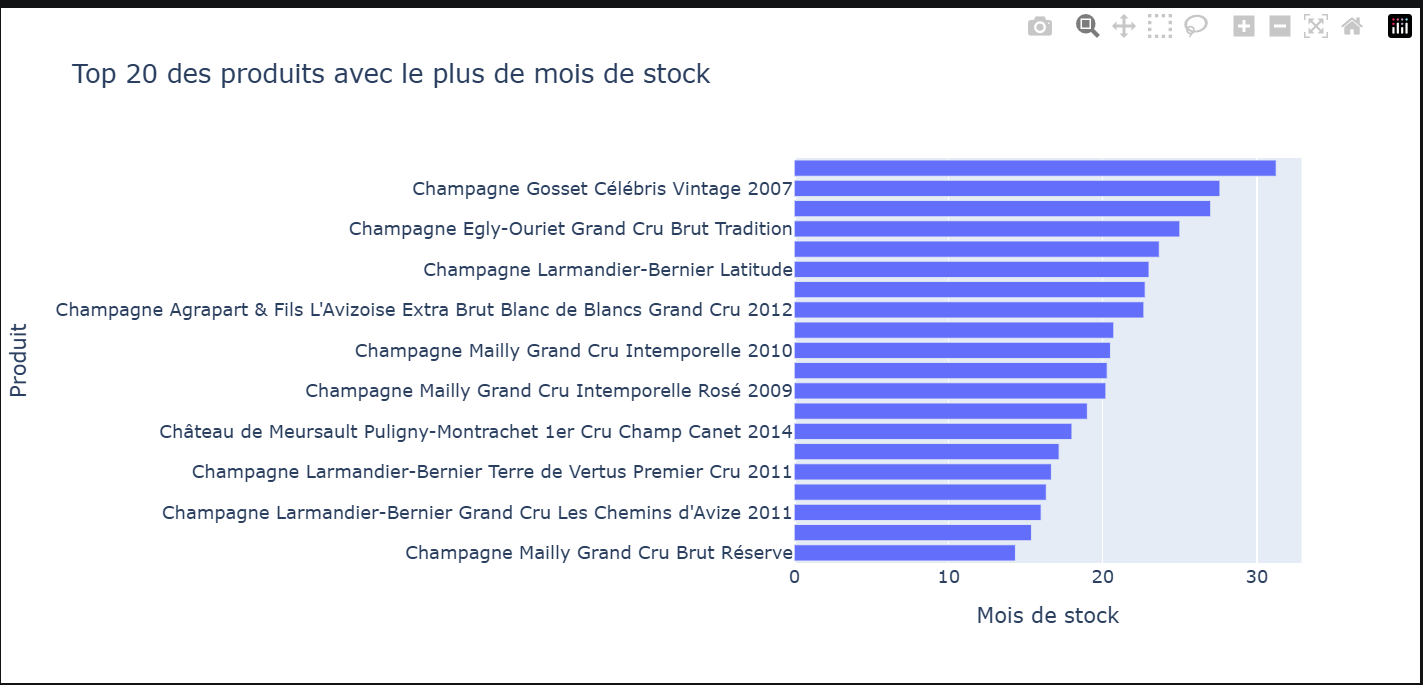 Top 20 des produits avec le plus de mois de stock
Champagne Gosset Célébris Vintage 2007
Champagne Egly-Ouriet Grand Cru Brut Tradition
Champagne Larmandier-Bernier Latitude
Champagne Agrapart & Fils L'Avizoise Extra Brut Blanc de Blancs Grand Cru 2012
Champagne Mailly Grand Cru Intemporelle 2010
Champagne Mailly Grand Cru Intemporelle Rosé 2009
Château de Meursault Puligny-Montrachet 1er Cru Champ Canet 2014
Champagne Larmandier-Bernier Terre de Vertus Premier Cru 2011
Champagne Larmandier-Bernier Grand Cru Les Chemins d'Avize 2011
Champagne Mailly Grand Cru Brut Réserve
Produit
0 10 20 30
Mois de stock